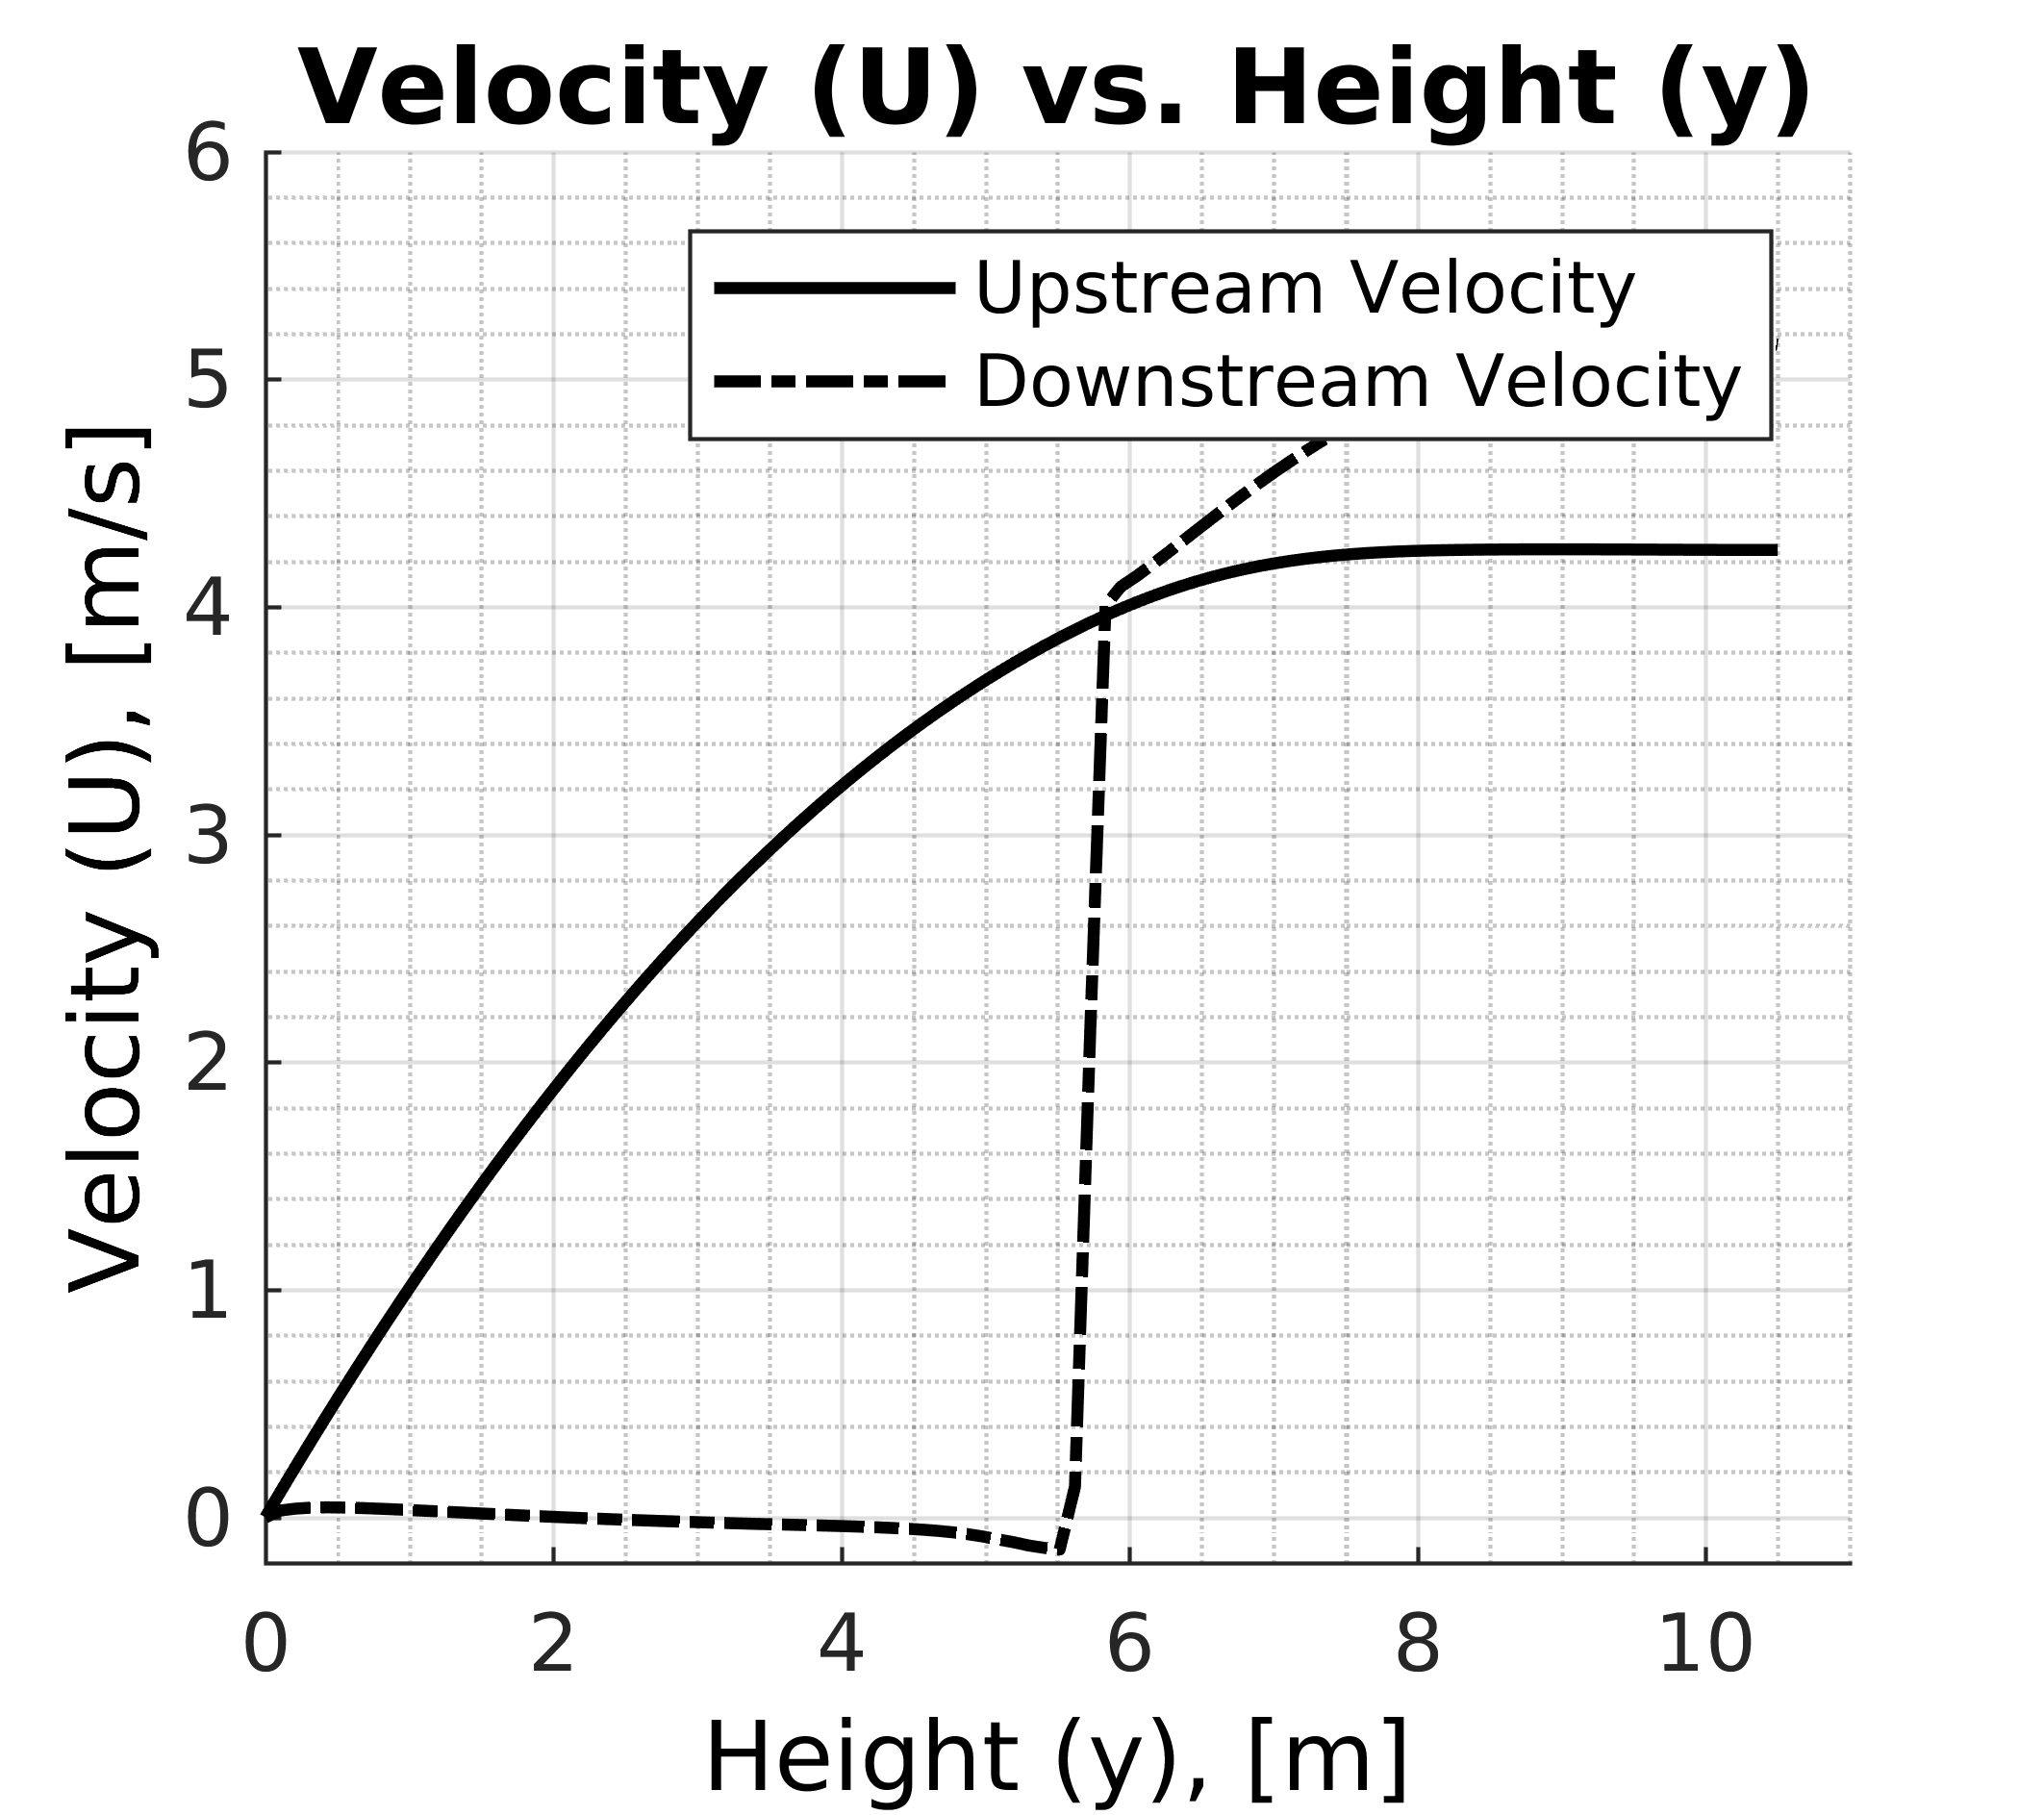 Velocity (U) vs. Height (y)
6
5
4
3
2
1
0
Velocity (U), [m/s]
Upstream Velocity
Downstream Velocity
0 2 4 6 8 10
Height (y), [m]